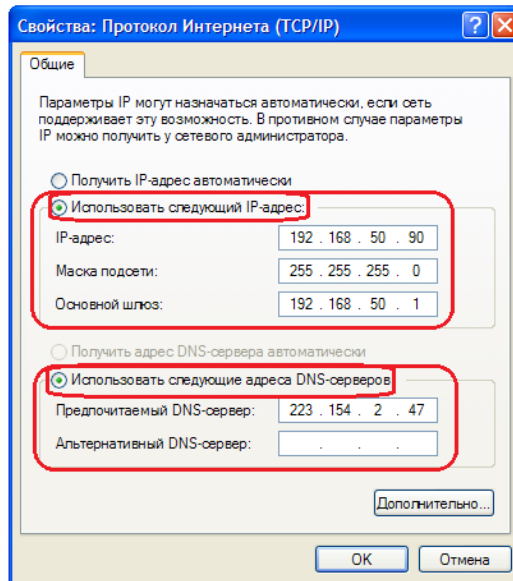 Свойства: Протокол Интернета (TCP/IP)
Общие
Параметры IP могут назначаться автоматически, если сеть
поддерживает эту возможность. В противном случае параметры
IP можно получить у сетевого администратора.
Получить IP-адрес автоматически
Использовать следующий IP-адрес:
IP-адрес: 192 . 168 . 50 . 90
Маска подсети: 255 . 255 . 255 . 0
Основной шлюз: 192 . 168 . 50 . 1
Получить адрес DNS-сервера автоматически
Использовать следующие адреса DNS-серверов
Предпочитаемый DNS-сервер: 223 . 154 . 2 . 47
Альтернативный DNS-сервер: . . .
Дополнительно...
OK Отмена